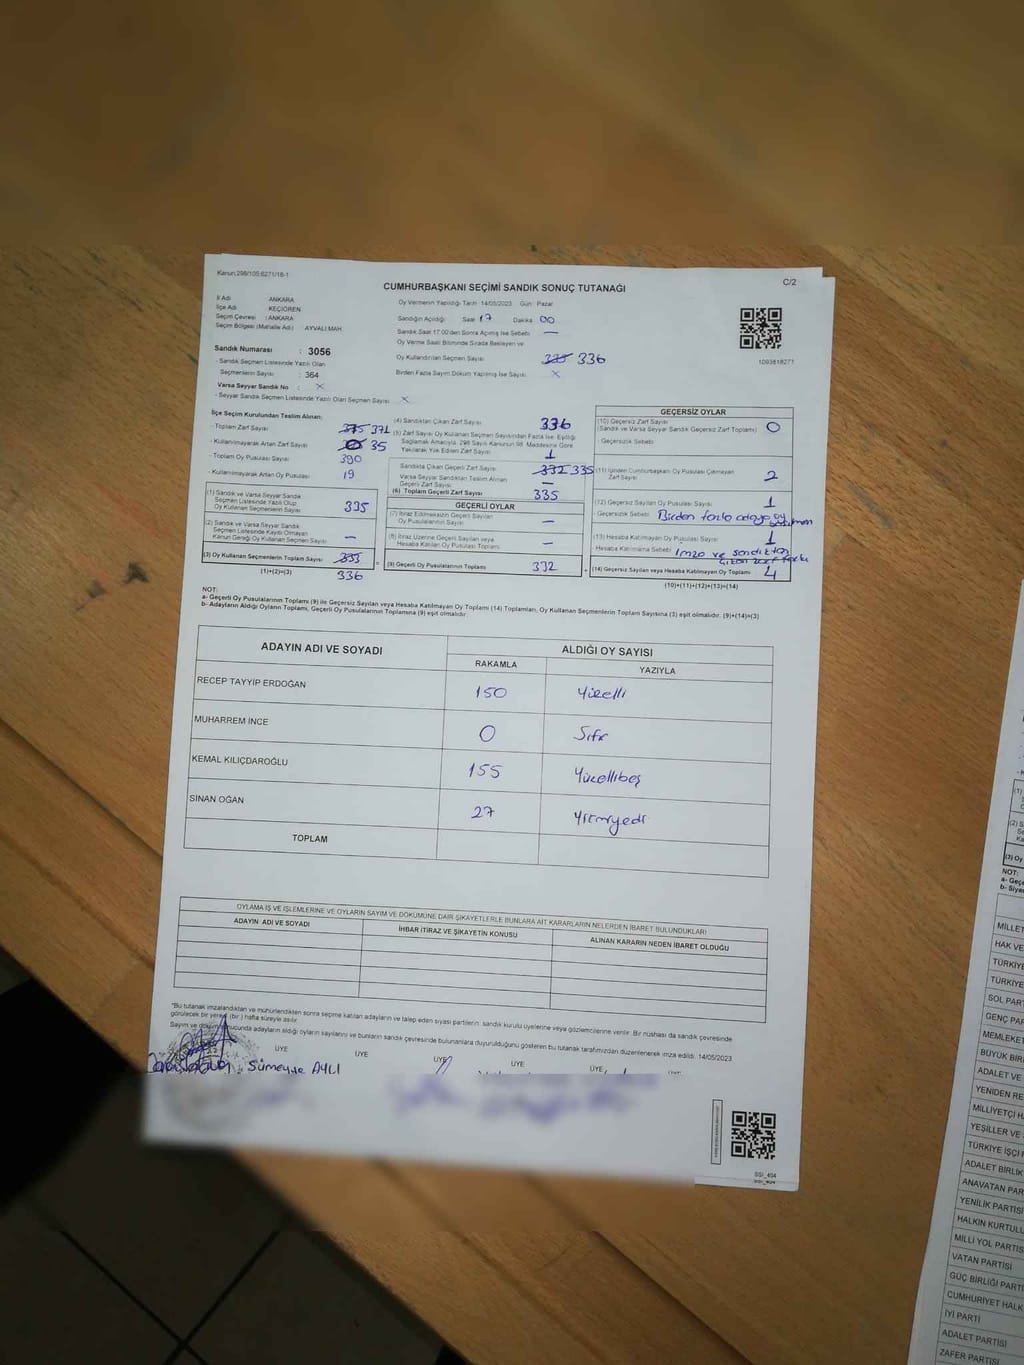 Kanun:298/105;6271/18-1
C/2
CUMHURBAŞKANI SEÇİMİ SANDIK SONUÇ TUTANAĞI
İl Adı ANKARA
İlçe Adı KEÇİÖREN
Seçim Çevresi : ANKARA
Seçim Bölgesi (Mahalle Adı) : AYVALI MAH.
Oy Vermenin Yapıldığı Tarih : 14/05/2023 Gün : Pazar
Sandığın Açıldığı Saat 17 Dakika 00
Sandık Saat 17:00'den Sonra Açılmış İse Sebebi —
Oy Verme Saati Bitiminde Sırada Bekleyen ve
Oy Kullandırılan Seçmen Sayısı 335 336
Birden Fazla Sayım Döküm Yapılmış İse Sayısı : X
1093818271
Sandık Numarası : 3056
- Sandık Seçmen Listesinde Yazılı Olan
Seçmenlerin Sayısı : 364
Varsa Seyyar Sandık No : X
- Seyyar Sandık Seçmen Listesinde Yazılı Olan Seçmen Sayısı : X
İlçe Seçim Kurulundan Teslim Alınan;
- Toplam Zarf Sayısı 375 371
- Kullanılmayarak Artan Zarf Sayısı 35
- Toplam Oy Pusulası Sayısı 390
- Kullanılmayarak Artan Oy Pusulası 19
(1) Sandık ve Varsa Seyyar Sandık
Seçmen Listesinde Yazılı Olup
Oy Kullanan Seçmenlerin Sayısı 335
(2) Sandık ve Varsa Seyyar Sandık
Seçmen Listesinde Kaydı Olmayan
Kanun Gereği Oy Kullanan Seçmenlerin Sayısı —
(3) Oy Kullanan Seçmenlerin Toplam Sayısı 335
(1)+(2)=(3) 336
(4) Sandıktan Çıkan Zarf Sayısı 336
(5) Zarf Sayısı Oy Kullanan Seçmen Sayısından Fazla İse, Eşitliği
Sağlamak Amacıyla, 298 Sayılı Kanunun 98. Maddesine Göre
Yakılarak Yok Edilen Zarf Sayısı 1
Sandıkta Çıkan Geçerli Zarf Sayısı 332 335
Varsa Seyyar Sandıktan Teslim Alınan
Geçerli Zarf Sayısı —
(6) Toplam Geçerli Zarf Sayısı 335
GEÇERLİ OYLAR
(7) İtiraz Edilmeksizin Geçerli Sayılan
Oy Pusulalarının Sayısı —
(8) İtiraz Üzerine Geçerli Sayılan veya
Hesaba Katılan Oy Pusulası Toplamı —
(9) Geçerli Oy Pusulalarının Toplamı 332
GEÇERSİZ OYLAR
(10) Geçersiz Zarf Sayısı
(Sandık ve Varsa Seyyar Sandık Geçersiz Zarf Toplamı) 0
- Geçersizlik Sebebi :
(11) İçinden Cumhurbaşkanı Oy Pusulası Çıkmayan
Zarf Sayısı 2
(12) Geçersiz Sayılan Oy Pusulası Sayısı 1
- Geçersizlik Sebebi Birden fazla adaya oy
(13) Hesaba Katılmayan Oy Pusulası Sayısı 1
Hesaba Katılmama Sebebi İmza ve sandıktan
çıkan zarf farkı
(14) Geçersiz Sayılan veya Hesaba Katılmayan Oy Toplamı 4
(10)+(11)+(12)+(13)=(14)
NOT:
a- Geçerli Oy Pusulalarının Toplamı (9) ile Geçersiz Sayılan veya Hesaba Katılmayan Oy Toplamı (14) Toplamları, Oy Kullanan Seçmenlerin Toplam Sayısına (3) eşit olmalıdır. (9)+(14)=(3)
b- Adayların Aldığı Oyların Toplamı, Geçerli Oy Pusulalarının Toplamına (9) eşit olmalıdır.
ADAYIN ADI VE SOYADI ALDIĞI OY SAYISI
RAKAMLA YAZIYLA
RECEP TAYYİP ERDOĞAN 150 Yüzelli
MUHARREM İNCE 0 Sıfır
KEMAL KILIÇDAROĞLU 155 Yüzellibeş
SİNAN OĞAN 27 Yirmiyedi
TOPLAM
OYLAMA İŞ VE İŞLEMLERİNE VE OYLARIN SAYIM VE DÖKÜMÜNE DAİR ŞİKAYETLERLE BUNLARA AİT KARARLARIN NELERDEN İBARET BULUNDUKLARI
ADAYIN ADI VE SOYADI İHBAR İTİRAZ VE ŞİKAYETİN KONUSU ALINAN KARARIN NEDEN İBARET OLDUĞU
*Bu tutanak imzalandıktan ve mühürlendikten sonra seçime katılan adayların ve talep eden siyasi partilerin sandık kurulu üyelerine veya gözlemcilerine verilir. Bir nüshası da sandık çevresinde
görülecek bir yere (bir) hafta süreyle asılır.
Sayım ve döküm sonucunda adayların aldığı oyların sayılarını ve bunların sandık çevresinde bulunanlara duyurulduğunu gösteren bu tutanak tarafımızdan düzenlenerek imza edildi. 14/05/2023
ÜYE ÜYE ÜYE ÜYE ÜYE
Sümeyye AYLI
SSİ_404
NOT:
MİLLET
HAK VE
TÜRKİYE
TÜRKİYE
SOL PAR
GENÇ PAR
MEMLEKET
BÜYÜK BİR
ADALET VE
YENİDEN RE
MİLLİYETÇİ H
YEŞİLLER VE
TÜRKİYE İŞÇİ
ADALET BİRLİK
ANAVATAN PAR
YENİLİK PARTİSİ
HALKIN KURTUL
MİLLİ YOL PARTİS
VATAN PARTİSİ
GÜÇ BİRLİĞİ PARTİ
CUMHURİYET HALK
İYİ PARTİ
ADALET PARTİSİ
ZAFER PARTİSİ